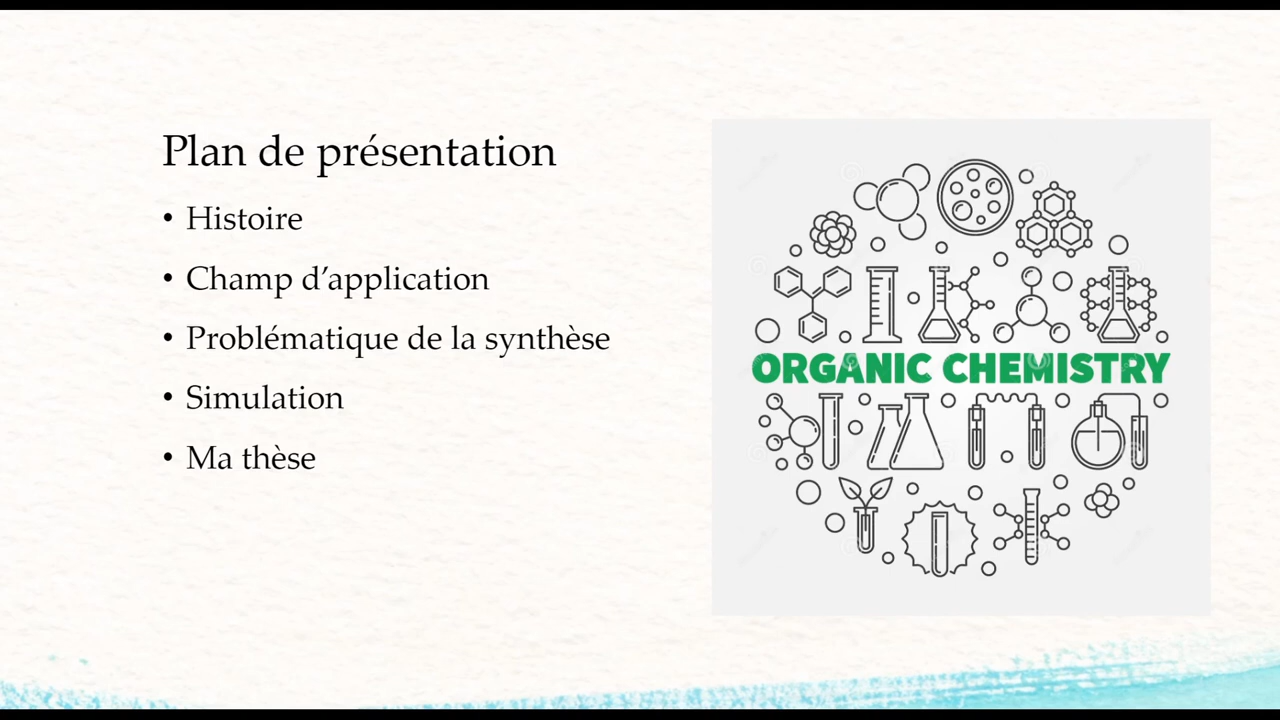 Plan de présentation
• Histoire
• Champ d’application
• Problématique de la synthèse
• Simulation
• Ma thèse
ORGANIC CHEMISTRY